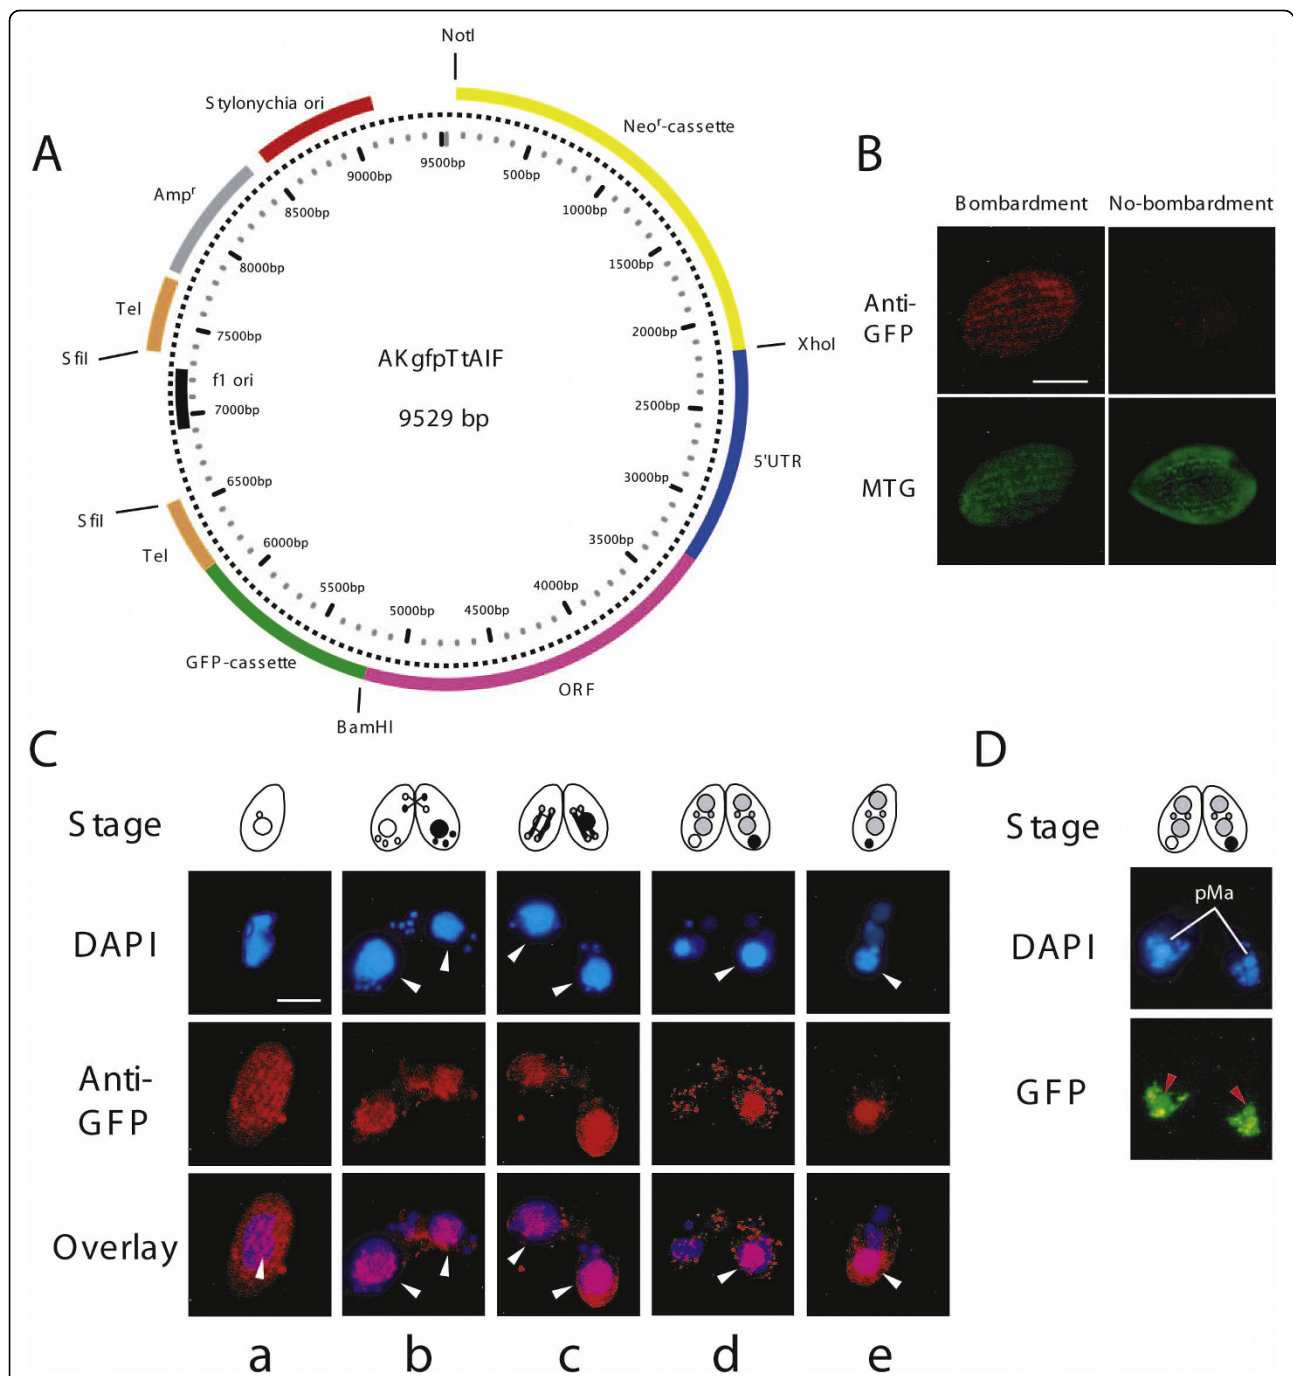 A
NotI
Stylonychia ori
Neoʳ-cassette
Ampʳ
Tel
SfiI
f1 ori
SfiI
Tel
GFP-cassette
BamHI
ORF
5'UTR
XhoI
9500bp
500bp
1000bp
1500bp
2000bp
2500bp
3000bp
3500bp
4000bp
4500bp
5000bp
5500bp
6000bp
6500bp
7000bp
7500bp
8000bp
8500bp
9000bp
AKgfpTtAIF
9529 bp
B
Bombardment No-bombardment
Anti-
GFP
MTG
C
Stage
DAPI
Anti-
GFP
Overlay
a b c d e
D
Stage
pMa
DAPI
GFP